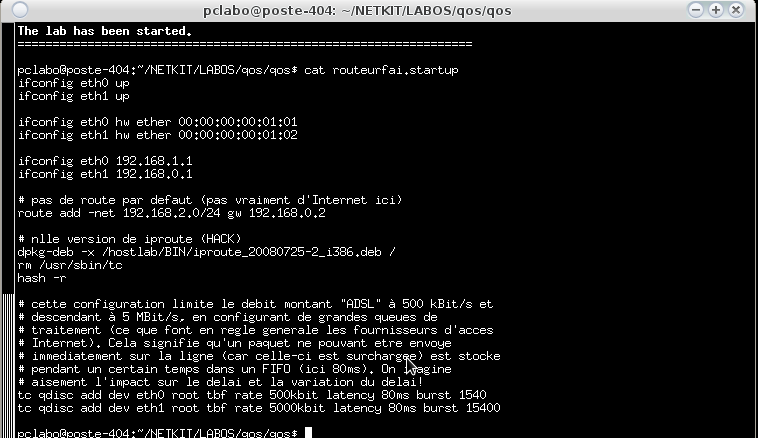 pclabo@poste-404: ~/NETKIT/LABOS/qos/qos
The lab has been started.
==================================================================
pclabo@poste-404:~/NETKIT/LABOS/qos/qos$ cat routeurfai.startup
ifconfig eth0 up
ifconfig eth1 up
ifconfig eth0 hw ether 00:00:00:00:01:01
ifconfig eth1 hw ether 00:00:00:00:01:02
ifconfig eth0 192.168.1.1
ifconfig eth1 192.168.0.1
# pas de route par defaut (pas vraiment d'Internet ici)
route add -net 192.168.2.0/24 gw 192.168.0.2
# nlle version de iproute (HACK)
dpkg-deb -x /hostlab/BIN/iproute_20080725-2_i386.deb /
rm /usr/sbin/tc
hash -r
# cette configuration limite le debit montant "ADSL" à 500 kBit/s et
# descendant à 5 MBit/s, en configurant de grandes queues de
# traitement (ce que font en regle generale les fournisseurs d'acces
# Internet). Cela signifie qu'un paquet ne pouvant etre envoye
# immediatement sur la ligne (car celle-ci est surchargee) est stocke
# pendant un certain temps dans un FIFO (ici 80ms). On imagine
# aisement l'impact sur le delai et la variation du delai!
tc qdisc add dev eth0 root tbf rate 500kbit latency 80ms burst 1540
tc qdisc add dev eth1 root tbf rate 5000kbit latency 80ms burst 15400
pclabo@poste-404:~/NETKIT/LABOS/qos/qos$